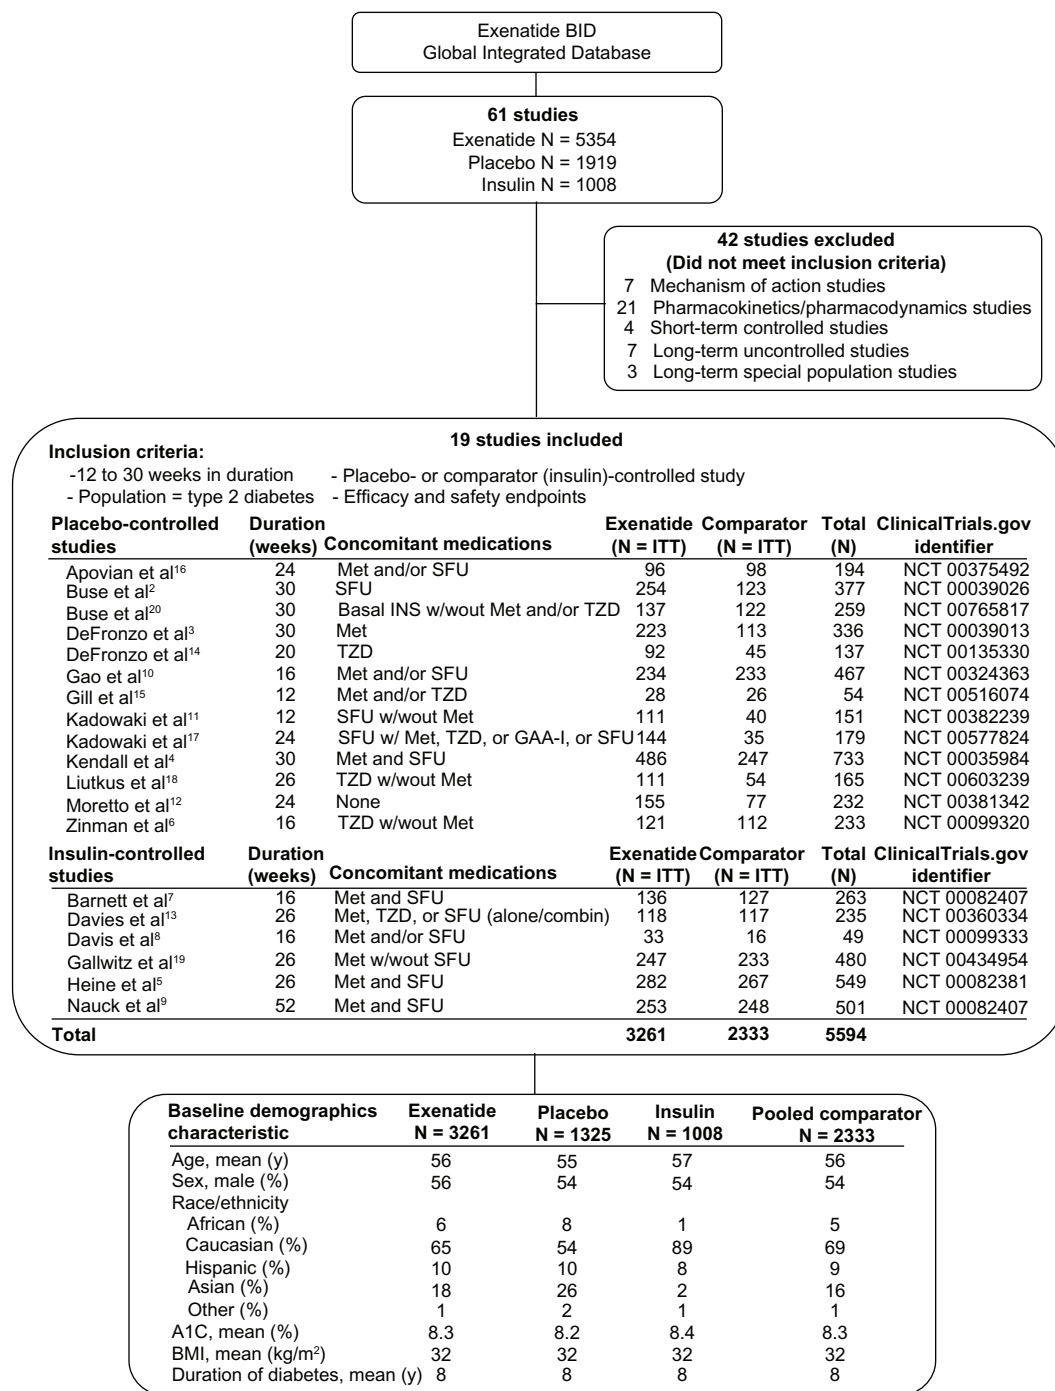 Exenatide BID
Global Integrated Database
61 studies
Exenatide N = 5354
Placebo N = 1919
Insulin N = 1008
42 studies excluded
(Did not meet inclusion criteria)
7 Mechanism of action studies
21 Pharmacokinetics/pharmacodynamics studies
4 Short-term controlled studies
7 Long-term uncontrolled studies
3 Long-term special population studies
19 studies included
Inclusion criteria:
-12 to 30 weeks in duration - Placebo- or comparator (insulin)-controlled study
- Population = type 2 diabetes - Efficacy and safety endpoints
Placebo-controlled Duration Exenatide Comparator Total ClinicalTrials.gov
studies (weeks) Concomitant medications (N = ITT) (N = ITT) (N) identifier
Apovian et al16 24 Met and/or SFU 96 98 194 NCT 00375492
Buse et al2 30 SFU 254 123 377 NCT 00039026
Buse et al20 30 Basal INS w/wout Met and/or TZD 137 122 259 NCT 00765817
DeFronzo et al3 30 Met 223 113 336 NCT 00039013
DeFronzo et al14 20 TZD 92 45 137 NCT 00135330
Gao et al10 16 Met and/or SFU 234 233 467 NCT 00324363
Gill et al15 12 Met and/or TZD 28 26 54 NCT 00516074
Kadowaki et al11 12 SFU w/wout Met 111 40 151 NCT 00382239
Kadowaki et al17 24 SFU w/ Met, TZD, or GAA-I, or SFU 144 35 179 NCT 00577824
Kendall et al4 30 Met and SFU 486 247 733 NCT 00035984
Liutkus et al18 26 TZD w/wout Met 111 54 165 NCT 00603239
Moretto et al12 24 None 155 77 232 NCT 00381342
Zinman et al6 16 TZD w/wout Met 121 112 233 NCT 00099320
Insulin-controlled Duration Exenatide Comparator Total ClinicalTrials.gov
studies (weeks) Concomitant medications (N = ITT) (N = ITT) (N) identifier
Barnett et al7 16 Met and SFU 136 127 263 NCT 00082407
Davies et al13 26 Met, TZD, or SFU (alone/combin) 118 117 235 NCT 00360334
Davis et al8 16 Met and/or SFU 33 16 49 NCT 00099333
Gallwitz et al19 26 Met w/wout SFU 247 233 480 NCT 00434954
Heine et al5 26 Met and SFU 282 267 549 NCT 00082381
Nauck et al9 52 Met and SFU 253 248 501 NCT 00082407
Total 3261 2333 5594
Baseline demographics Exenatide Placebo Insulin Pooled comparator
characteristic N = 3261 N = 1325 N = 1008 N = 2333
Age, mean (y) 56 55 57 56
Sex, male (%) 56 54 54 54
Race/ethnicity
African (%) 6 8 1 5
Caucasian (%) 65 54 89 69
Hispanic (%) 10 10 8 9
Asian (%) 18 26 2 16
Other (%) 1 2 1 1
A1C, mean (%) 8.3 8.2 8.4 8.3
BMI, mean (kg/m2) 32 32 32 32
Duration of diabetes, mean (y) 8 8 8 8